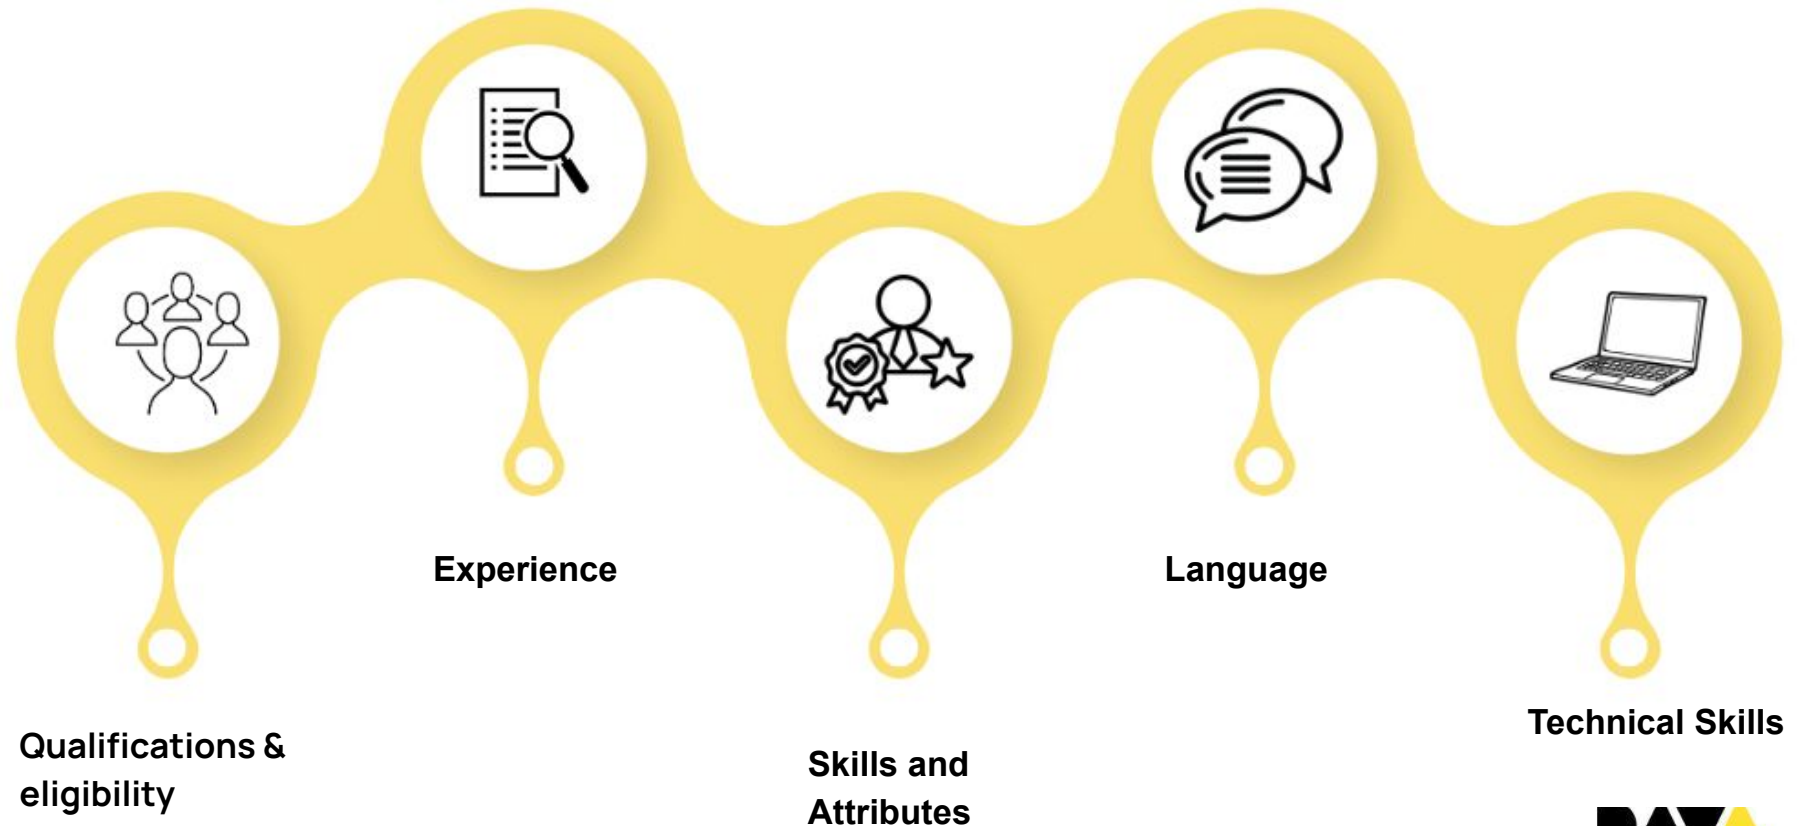 Experience
Language
Qualifications &
eligibility
Skills and
Attributes
Technical Skills